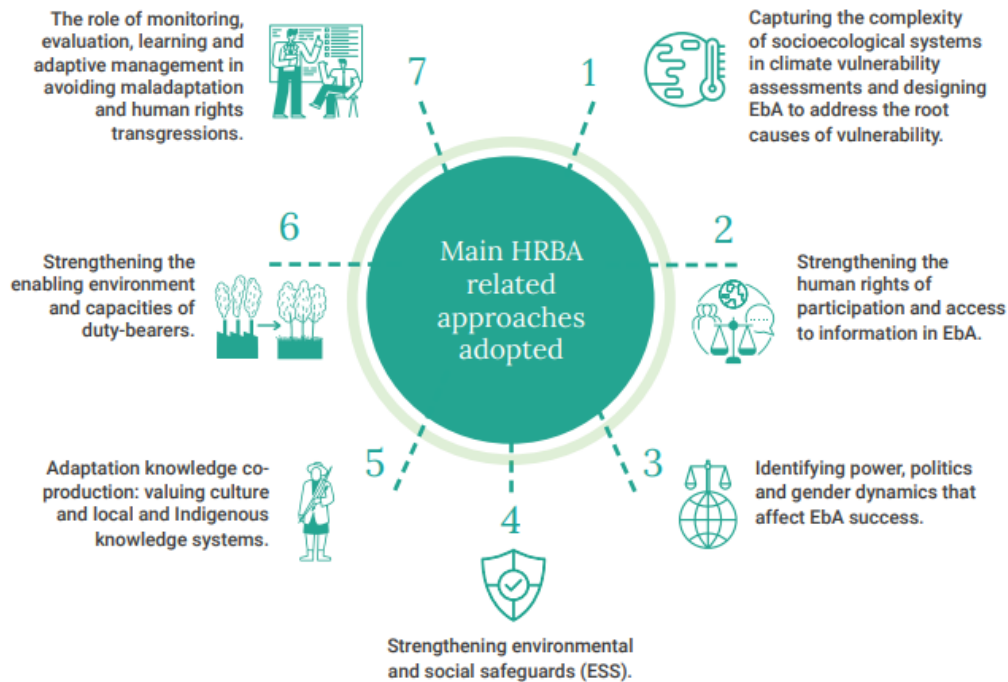 Main HRBA
related
approaches
adopted
1
Capturing the complexity
of socioecological systems
in climate vulnerability
assessments and designing
EbA to address the root
causes of vulnerability.
2
Strengthening the
human rights of
participation and access
to information in EbA.
3
Identifying power, politics
and gender dynamics that
affect EbA success.
4
Strengthening environmental
and social safeguards (ESS).
5
Adaptation knowledge co-
production: valuing culture
and local and Indigenous
knowledge systems.
6
Strengthening the
enabling environment
and capacities of
duty-bearers.
7
The role of monitoring,
evaluation, learning and
adaptive management in
avoiding maladaptation
and human rights
transgressions.